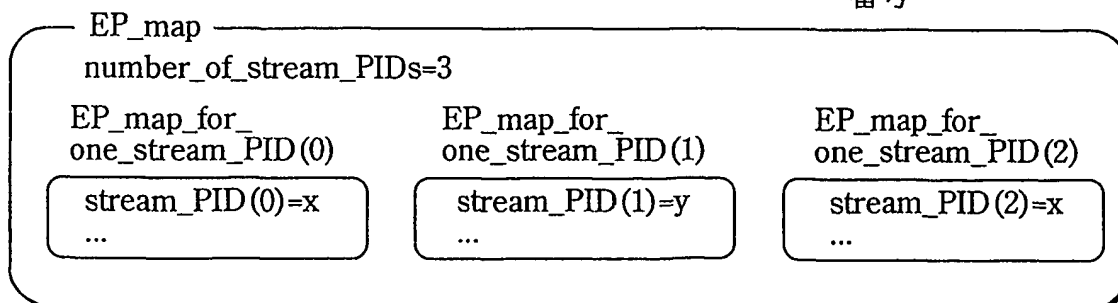 EP_map
number_of_stream_PIDs=3
EP_map_for_
one_stream_PID(0)
stream_PID(0)=x
...
EP_map_for_
one_stream_PID(1)
stream_PID(1)=y
...
EP_map_for_
one_stream_PID(2)
stream_PID(2)=x
...